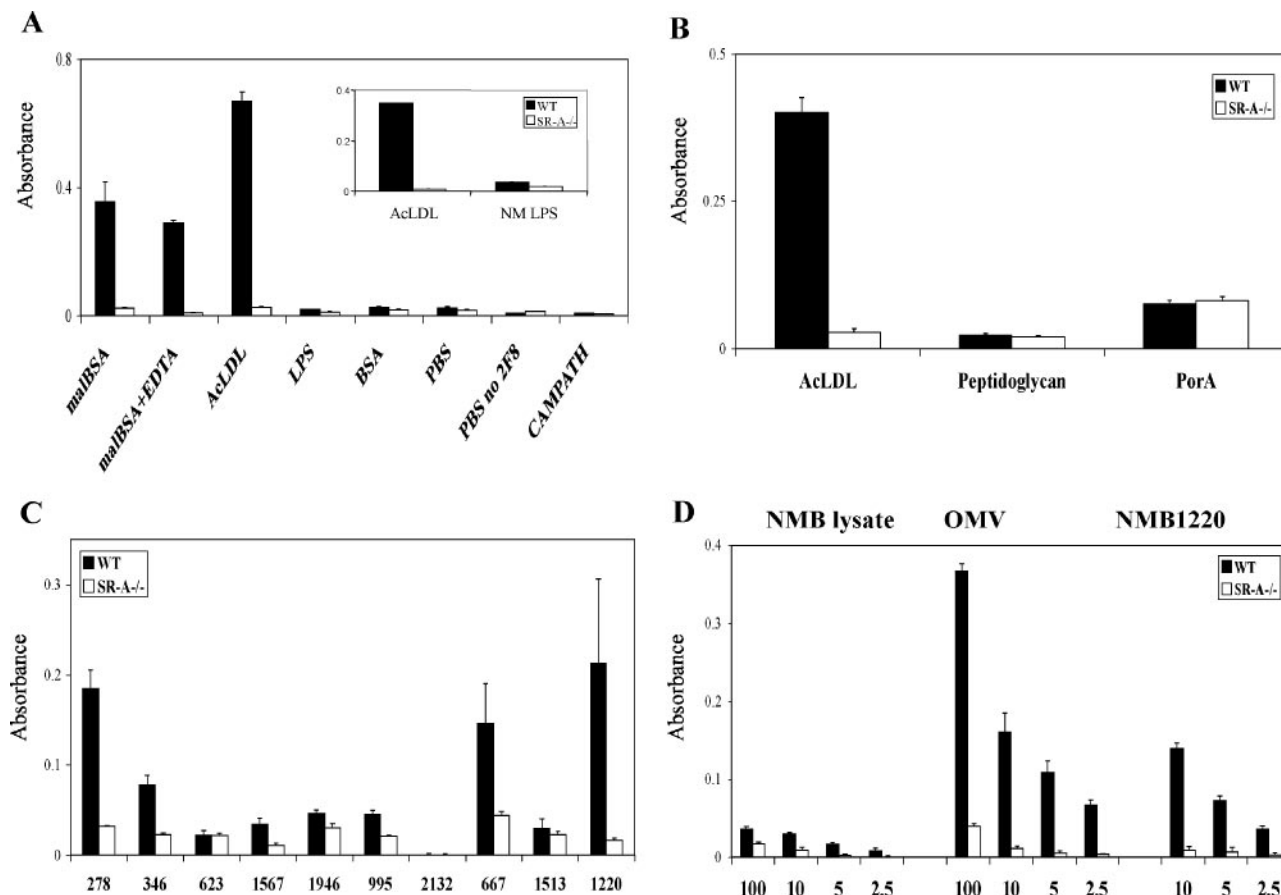 A
0.8
0.4
0
Absorbance
0.4
0.2
0
WT
SR-A-/-
AcLDL
NM LPS
malBSA
malBSA+EDTA
AcLDL
LPS
BSA
PBS
PBS no 2F8
CAMPATH
B
0.5
0.25
0
Absorbance
WT
SR-A-/-
AcLDL
Peptidoglycan
PorA
C
WT
SR-A-/-
0.3
0.2
0.1
0
Absorbance
278 346 623 1567 1946 995 2132 667 1513 1220
D
NMB lysate OMV NMB1220
0.4
0.3
0.2
0.1
0
Absorbance
WT
SR-A-/-
100 10 5 2.5 100 10 5 2.5 10 5 2.5